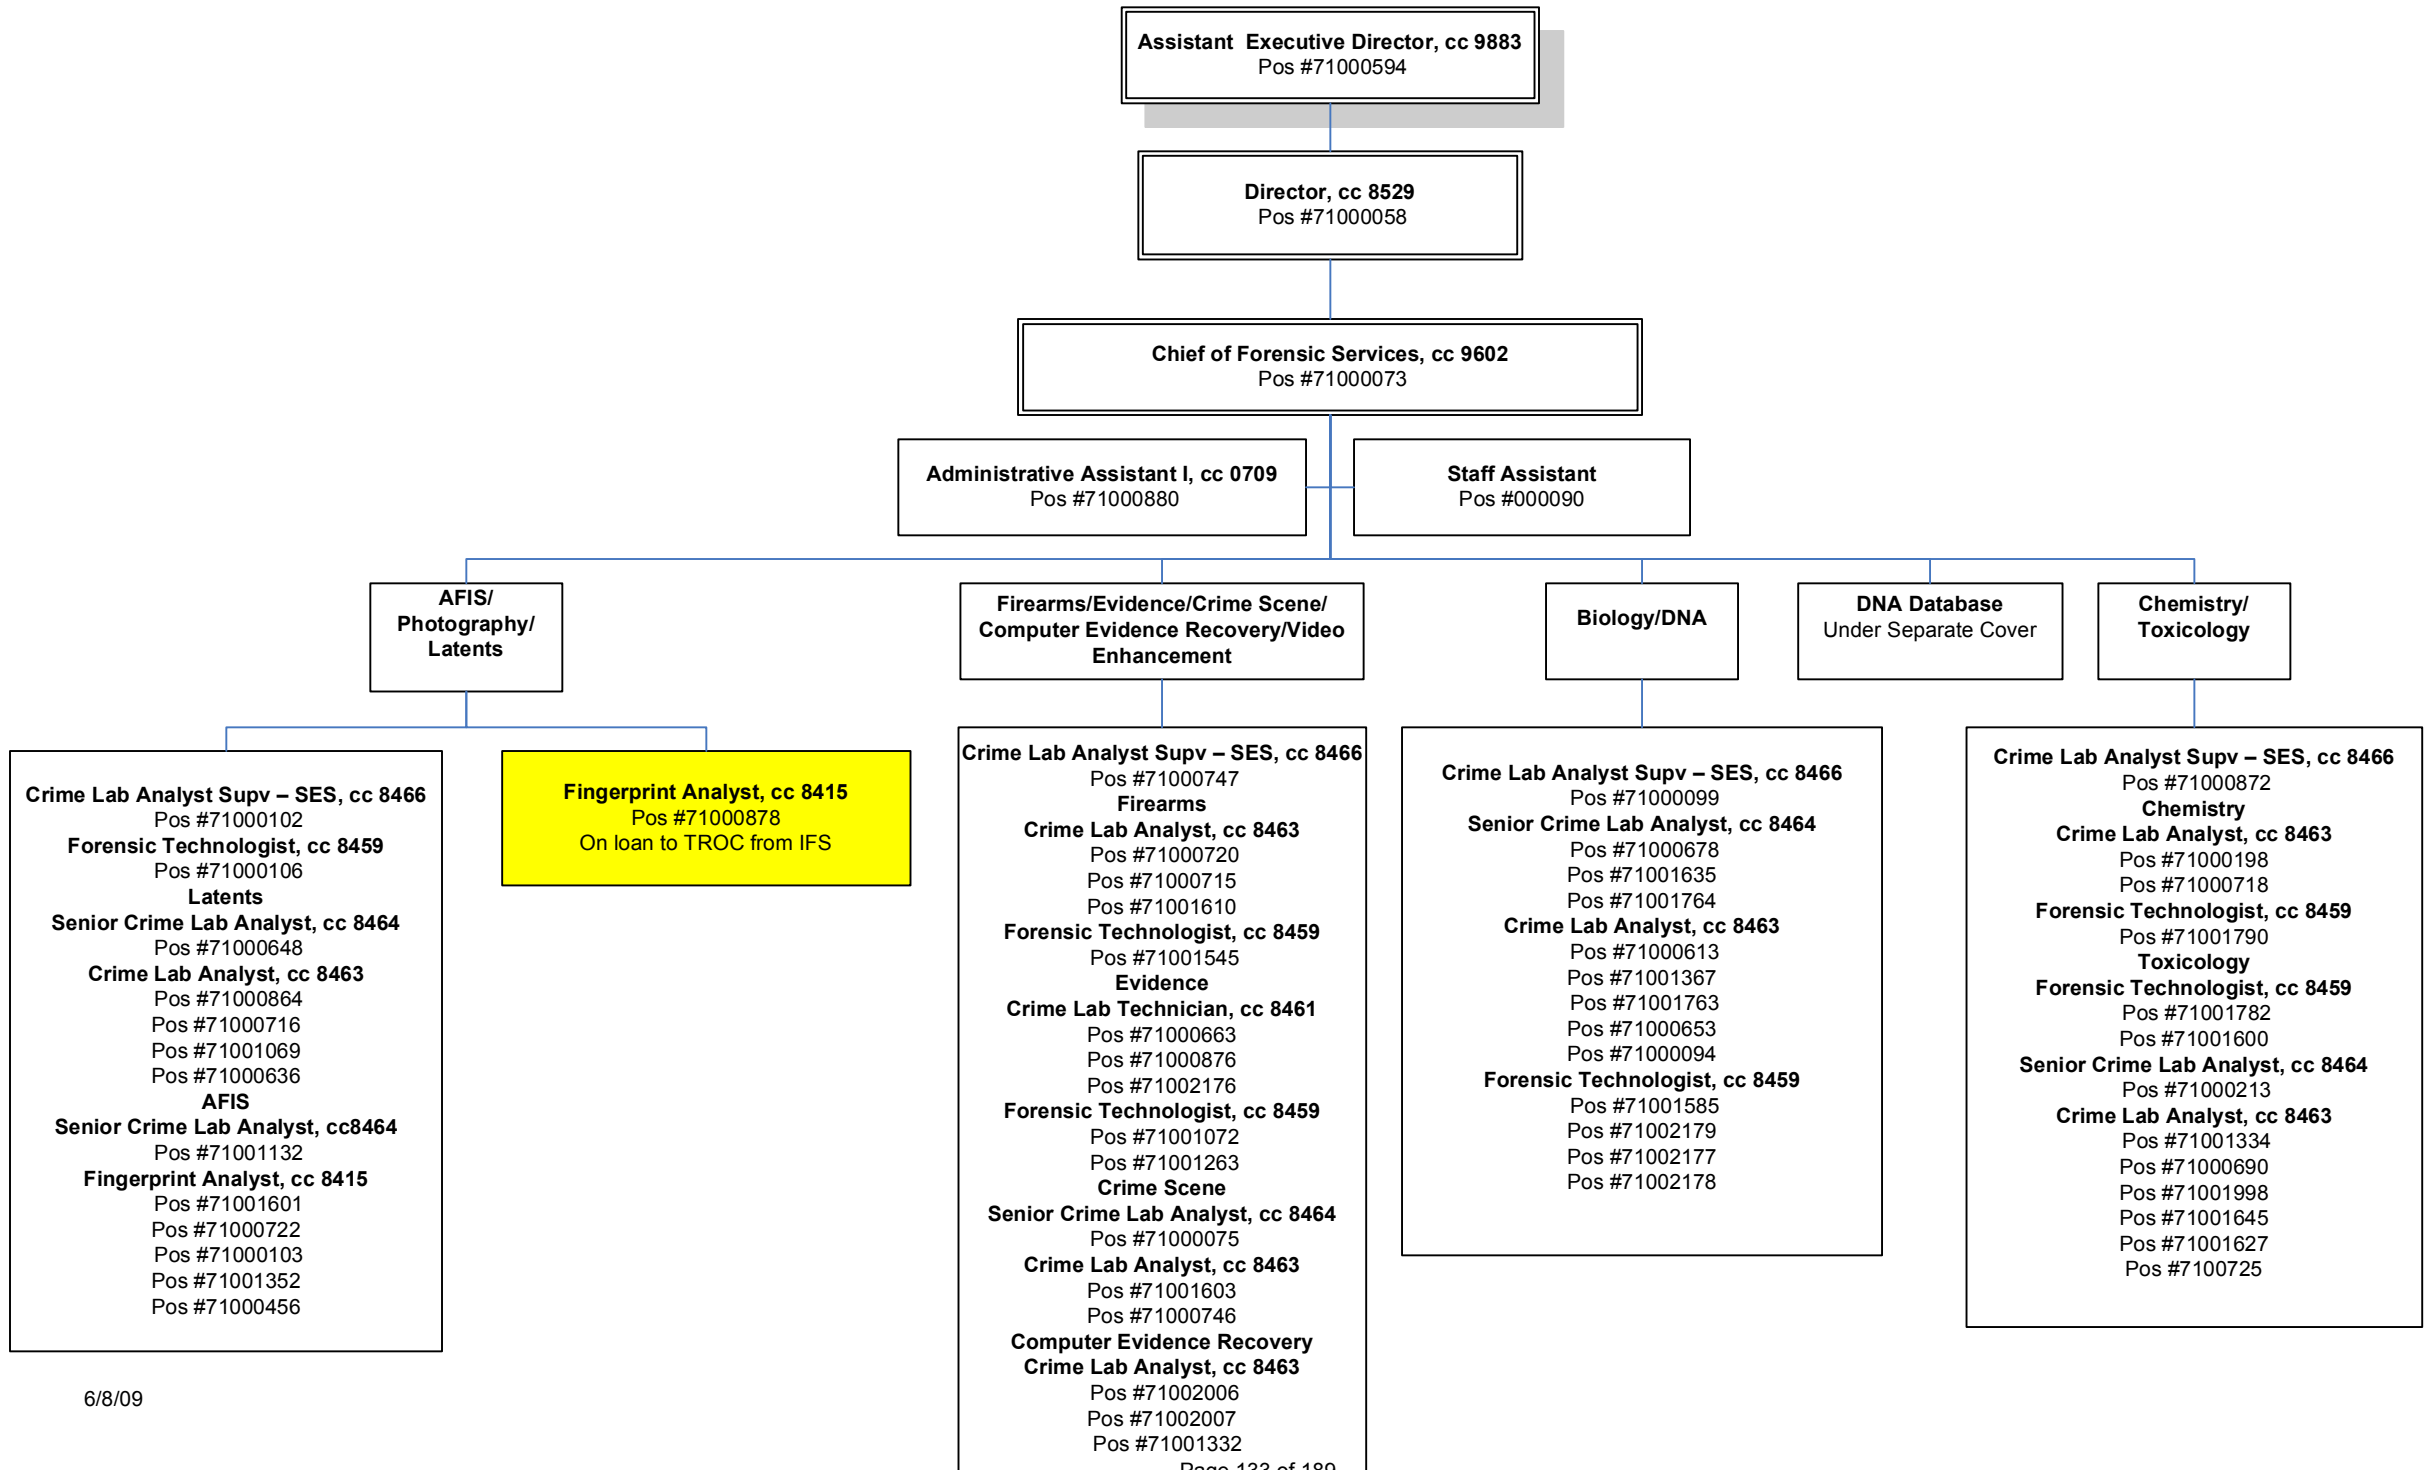 Assistant  Executive Director, cc 9883
Pos #71000594
Director, cc 8529
Pos #71000058
Chief of Forensic Services, cc 9602
Pos #71000073
Administrative Assistant I, cc 0709
Pos #71000880
Staff Assistant
Pos #000090
AFIS/
Photography/
Latents
Firearms/Evidence/Crime Scene/
Computer Evidence Recovery/Video
Enhancement
Biology/DNA
DNA Database
Under Separate Cover
Chemistry/
Toxicology
Crime Lab Analyst Supv – SES, cc 8466
Pos #71000102
Forensic Technologist, cc 8459
Pos #71000106
Latents
Senior Crime Lab Analyst, cc 8464
Pos #71000648
Crime Lab Analyst, cc 8463
Pos #71000864
Pos #71000716
Pos #71001069
Pos #71000636
AFIS
Senior Crime Lab Analyst, cc8464
Pos #71001132
Fingerprint Analyst, cc 8415
Pos #71001601
Pos #71000722
Pos #71000103
Pos #71001352
Pos #71000456
Fingerprint Analyst, cc 8415
Pos #71000878
On loan to TROC from IFS
Crime Lab Analyst Supv – SES, cc 8466
Pos #71000747
Firearms
Crime Lab Analyst, cc 8463
Pos #71000720
Pos #71000715
Pos #71001610
Forensic Technologist, cc 8459
Pos #71001545
Evidence
Crime Lab Technician, cc 8461
Pos #71000663
Pos #71000876
Pos #71002176
Forensic Technologist, cc 8459
Pos #71001072
Pos #71001263
Crime Scene
Senior Crime Lab Analyst, cc 8464
Pos #71000075
Crime Lab Analyst, cc 8463
Pos #71001603
Pos #71000746
Computer Evidence Recovery
Crime Lab Analyst, cc 8463
Pos #71002006
Pos #71002007
Pos #71001332
Crime Lab Analyst Supv – SES, cc 8466
Pos #71000099
Senior Crime Lab Analyst, cc 8464
Pos #71000678
Pos #71001635
Pos #71001764
Crime Lab Analyst, cc 8463
Pos #71000613
Pos #71001367
Pos #71001763
Pos #71000653
Pos #71000094
Forensic Technologist, cc 8459
Pos #71001585
Pos #71002179
Pos #71002177
Pos #71002178
Crime Lab Analyst Supv – SES, cc 8466
Pos #71000872
Chemistry
Crime Lab Analyst, cc 8463
Pos #71000198
Pos #71000718
Forensic Technologist, cc 8459
Pos #71001790
Toxicology
Forensic Technologist, cc 8459
Pos #71001782
Pos #71001600
Senior Crime Lab Analyst, cc 8464
Pos #71000213
Crime Lab Analyst, cc 8463
Pos #71001334
Pos #71000690
Pos #71001998
Pos #71001645
Pos #71001627
Pos #7100725
6/8/09
Page 133 of 189